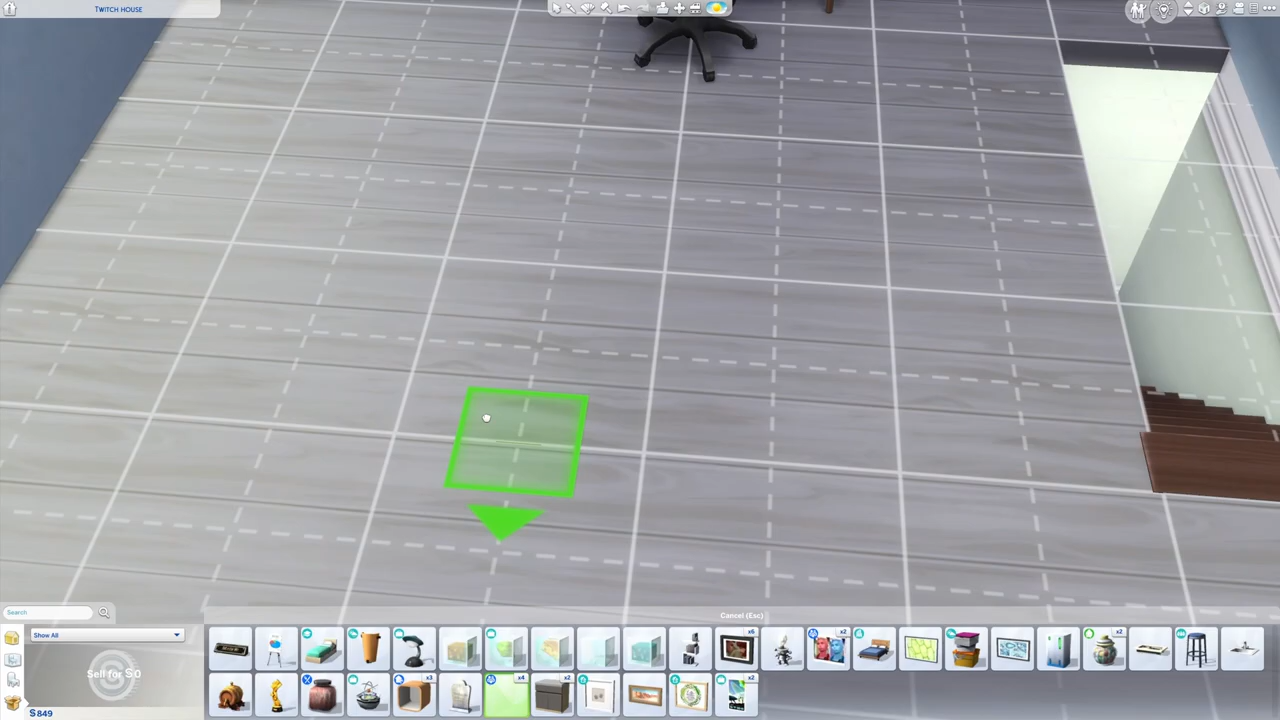 Twitch house
Cancel (Esc)
Search
Show All
x6
x2
x2
Sell for §0
x3
x4
x2
x2
§849